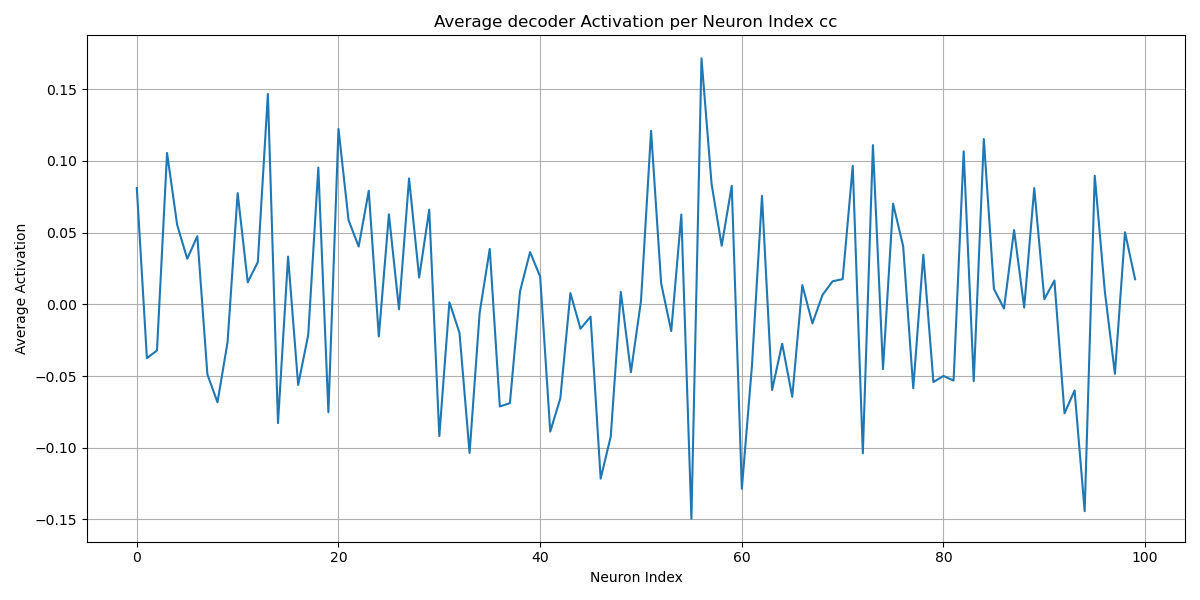 Average decoder Activation per Neuron Index cc
Average Activation
0.15
0.10
0.05
0.00
−0.05
−0.10
−0.15
0 20 40 60 80 100
Neuron Index